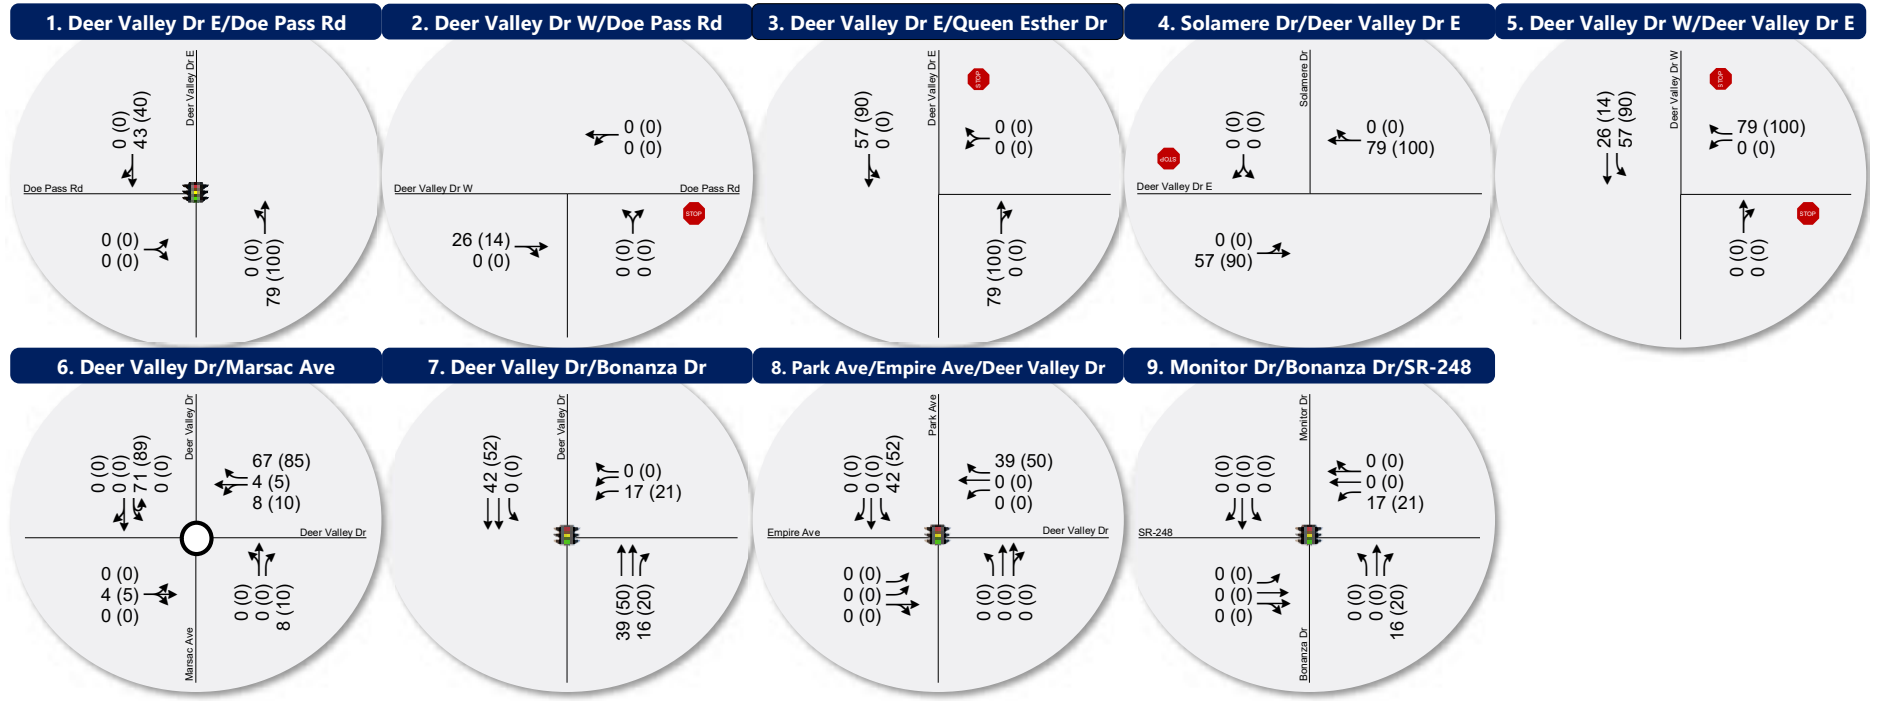 1. Deer Valley Dr E/Doe Pass Rd
0 (0)
43 (40)
Deer Valley Dr E
Doe Pass Rd
0 (0)
0 (0)
0 (0)
79 (100)
2. Deer Valley Dr W/Doe Pass Rd
0 (0)
0 (0)
Deer Valley Dr W
Doe Pass Rd
STOP
26 (14)
0 (0)
0 (0)
0 (0)
3. Deer Valley Dr E/Queen Esther Dr
57 (90)
0 (0)
Deer Valley Dr E
STOP
0 (0)
0 (0)
79 (100)
0 (0)
4. Solamere Dr/Deer Valley Dr E
STOP
0 (0)
0 (0)
Solamere Dr
0 (0)
79 (100)
Deer Valley Dr E
0 (0)
57 (90)
5. Deer Valley Dr W/Deer Valley Dr E
26 (14)
57 (90)
Deer Valley Dr W
STOP
79 (100)
0 (0)
STOP
0 (0)
0 (0)
6. Deer Valley Dr/Marsac Ave
0 (0)
0 (0)
71 (89)
0 (0)
Deer Valley Dr
67 (85)
4 (5)
8 (10)
Deer Valley Dr
0 (0)
4 (5)
0 (0)
Marsac Ave
0 (0)
0 (0)
8 (10)
7. Deer Valley Dr/Bonanza Dr
42 (52)
0 (0)
Deer Valley Dr
0 (0)
17 (21)
39 (50)
16 (20)
8. Park Ave/Empire Ave/Deer Valley Dr
0 (0)
0 (0)
42 (52)
Park Ave
39 (50)
0 (0)
0 (0)
Empire Ave
Deer Valley Dr
0 (0)
0 (0)
0 (0)
0 (0)
0 (0)
0 (0)
9. Monitor Dr/Bonanza Dr/SR-248
0 (0)
0 (0)
0 (0)
Monitor Dr
0 (0)
0 (0)
17 (21)
SR-248
0 (0)
0 (0)
0 (0)
Bonanza Dr
0 (0)
0 (0)
16 (20)